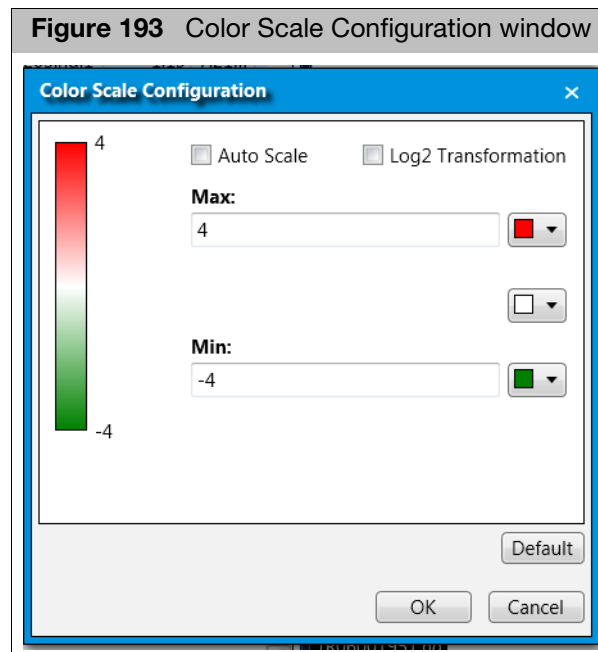 Figure 193 Color Scale Configuration window
Color Scale Configuration ×
4
Auto Scale Log2 Transformation
Max:
4
Min:
-4
-4
Default
OK Cancel